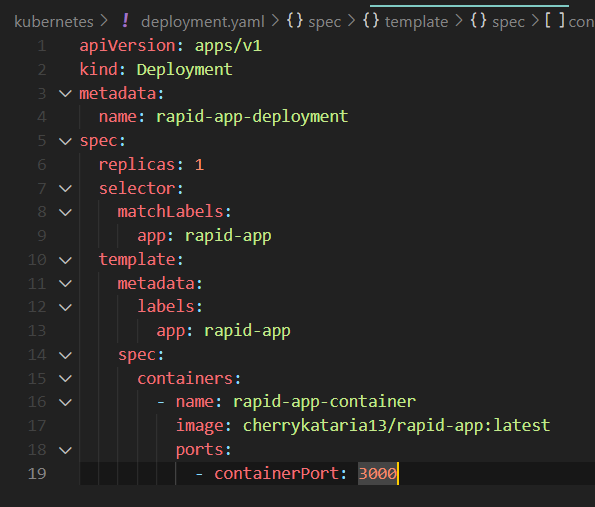 kubernetes > ! deployment.yaml > {} spec > {} template > {} spec > [ ] con
1 apiVersion: apps/v1
2 kind: Deployment
3 metadata:
4   name: rapid-app-deployment
5 spec:
6   replicas: 1
7   selector:
8     matchLabels:
9       app: rapid-app
10   template:
11     metadata:
12       labels:
13         app: rapid-app
14     spec:
15       containers:
16         - name: rapid-app-container
17           image: cherrykataria13/rapid-app:latest
18           ports:
19             - containerPort: 3000